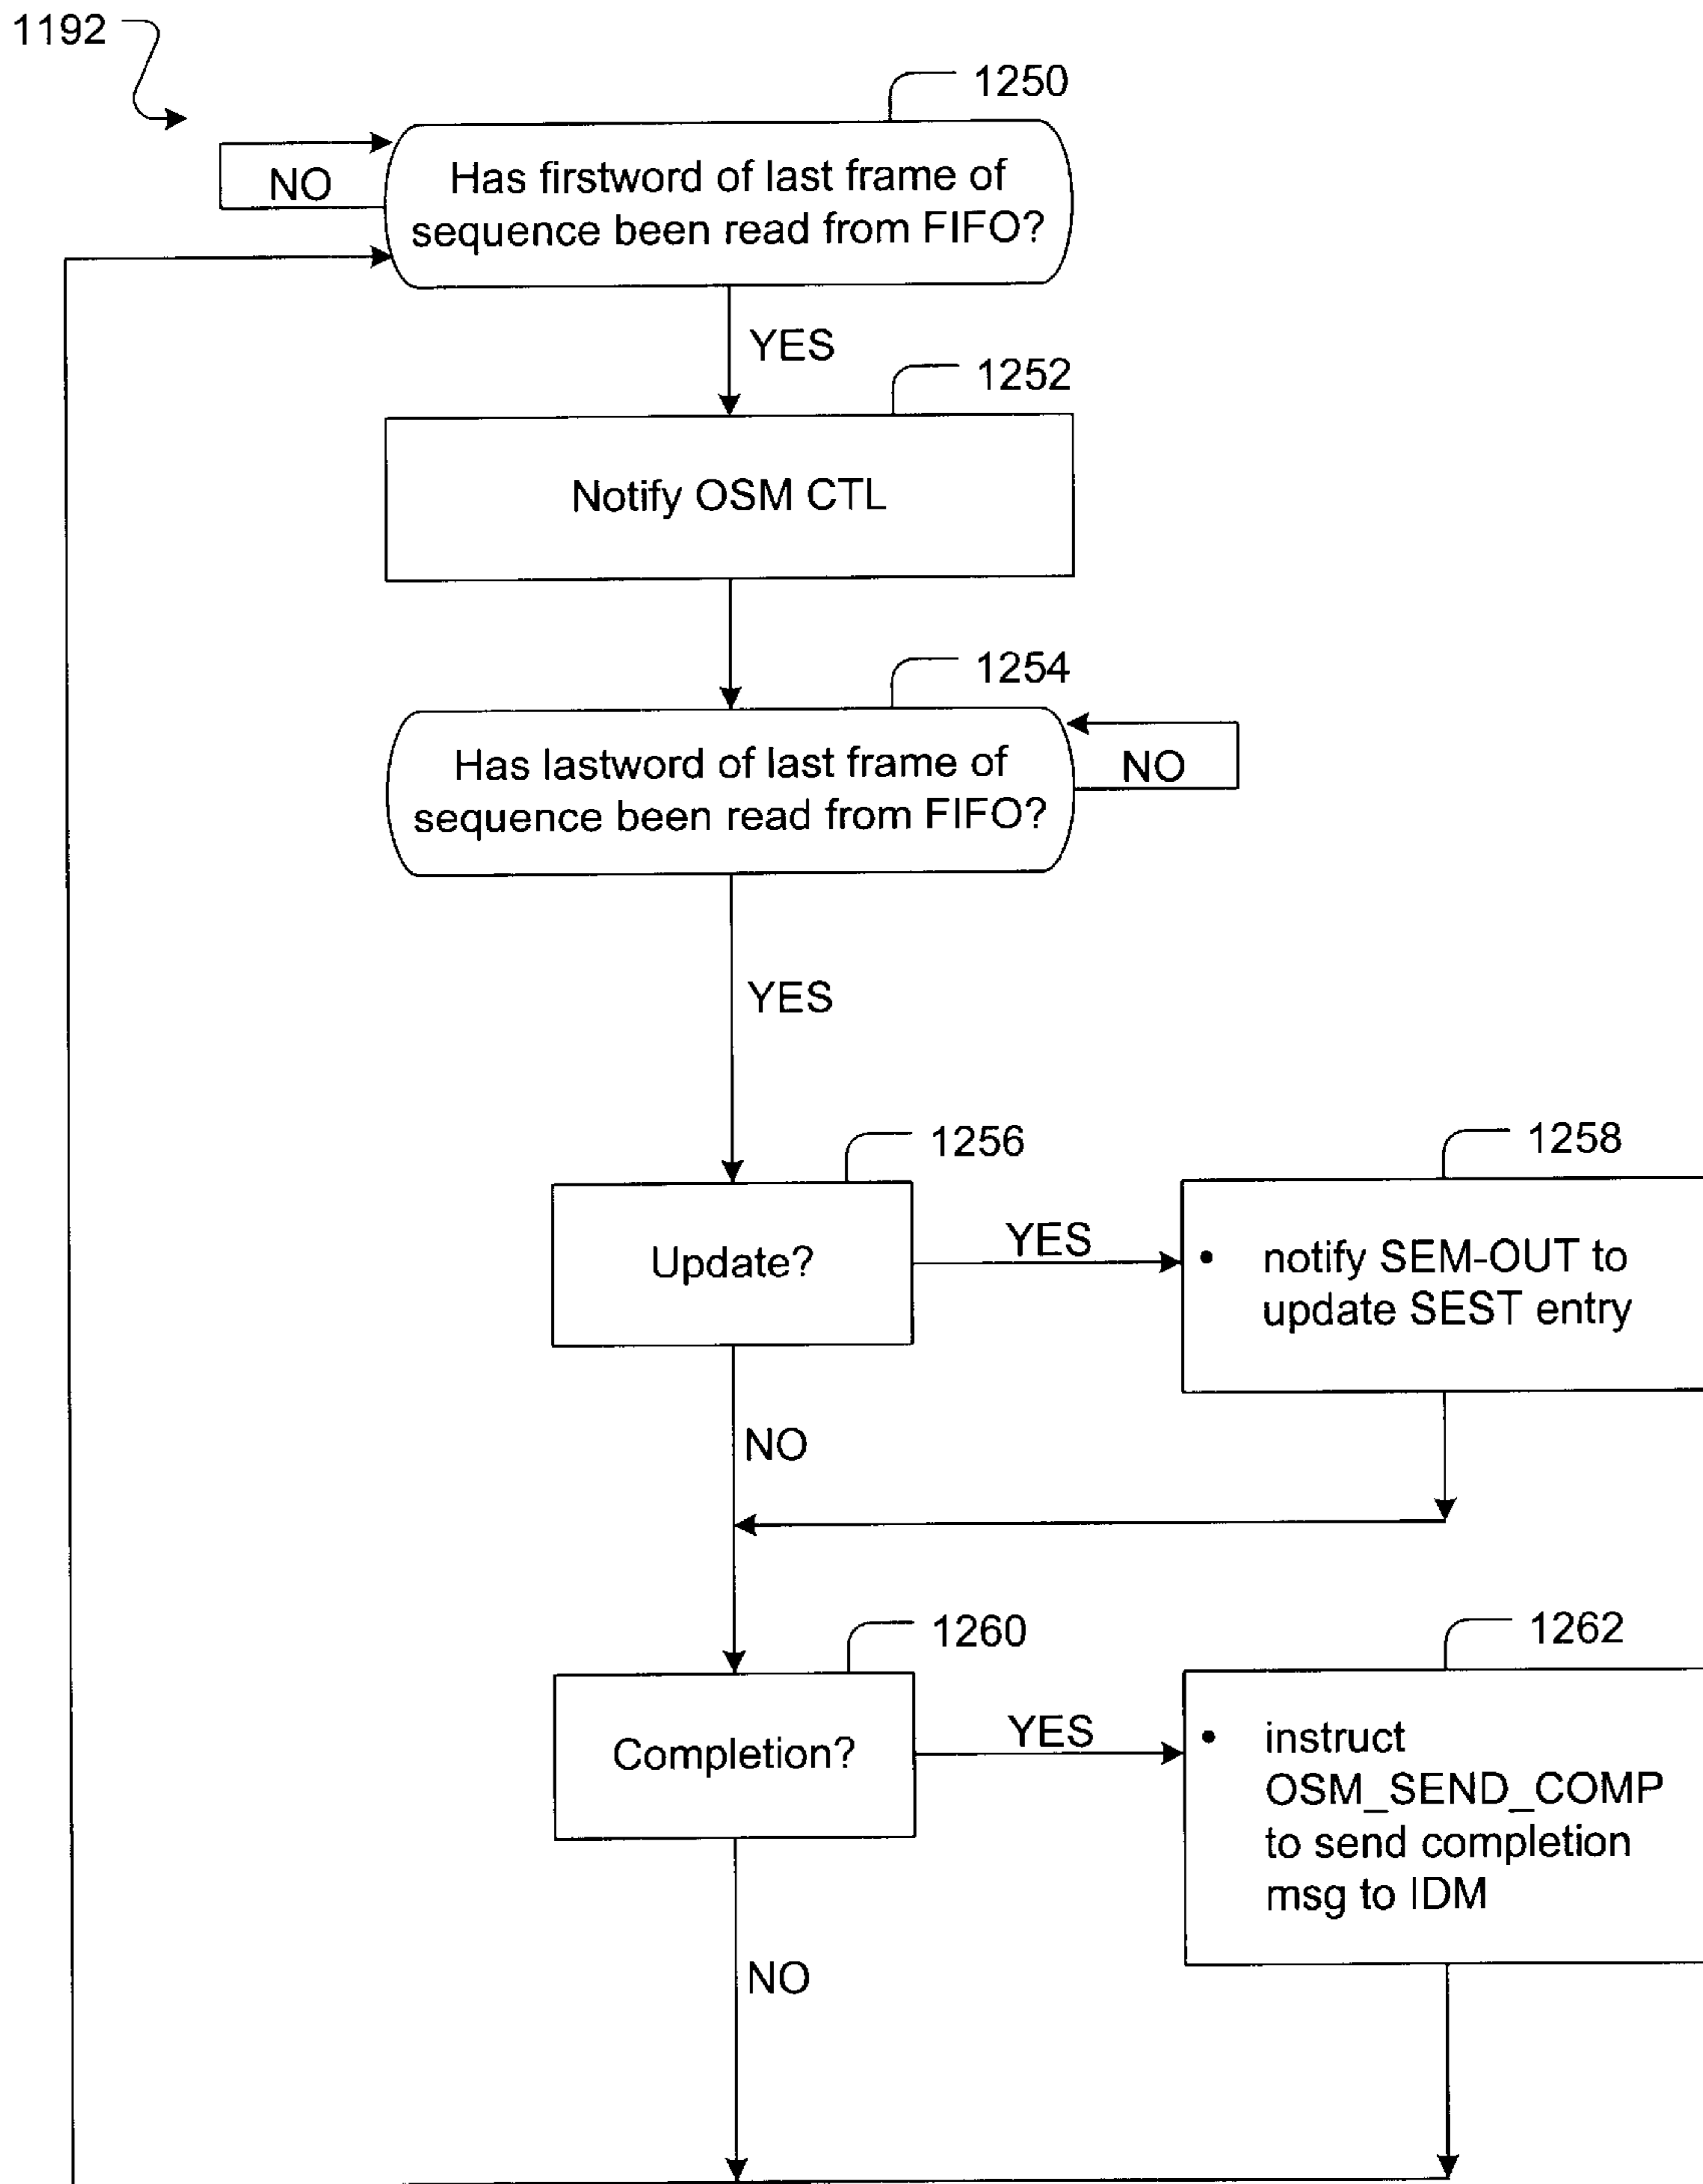 1192
1250
Has firstword of last frame of
sequence been read from FIFO?
NO
YES
1252
Notify OSM CTL
1254
Has lastword of last frame of
sequence been read from FIFO?
NO
YES
1256
Update?
YES
1258
• notify SEM-OUT to
update SEST entry
NO
1260
Completion?
YES
1262
• instruct
OSM_SEND_COMP
to send completion
msg to IDM
NO